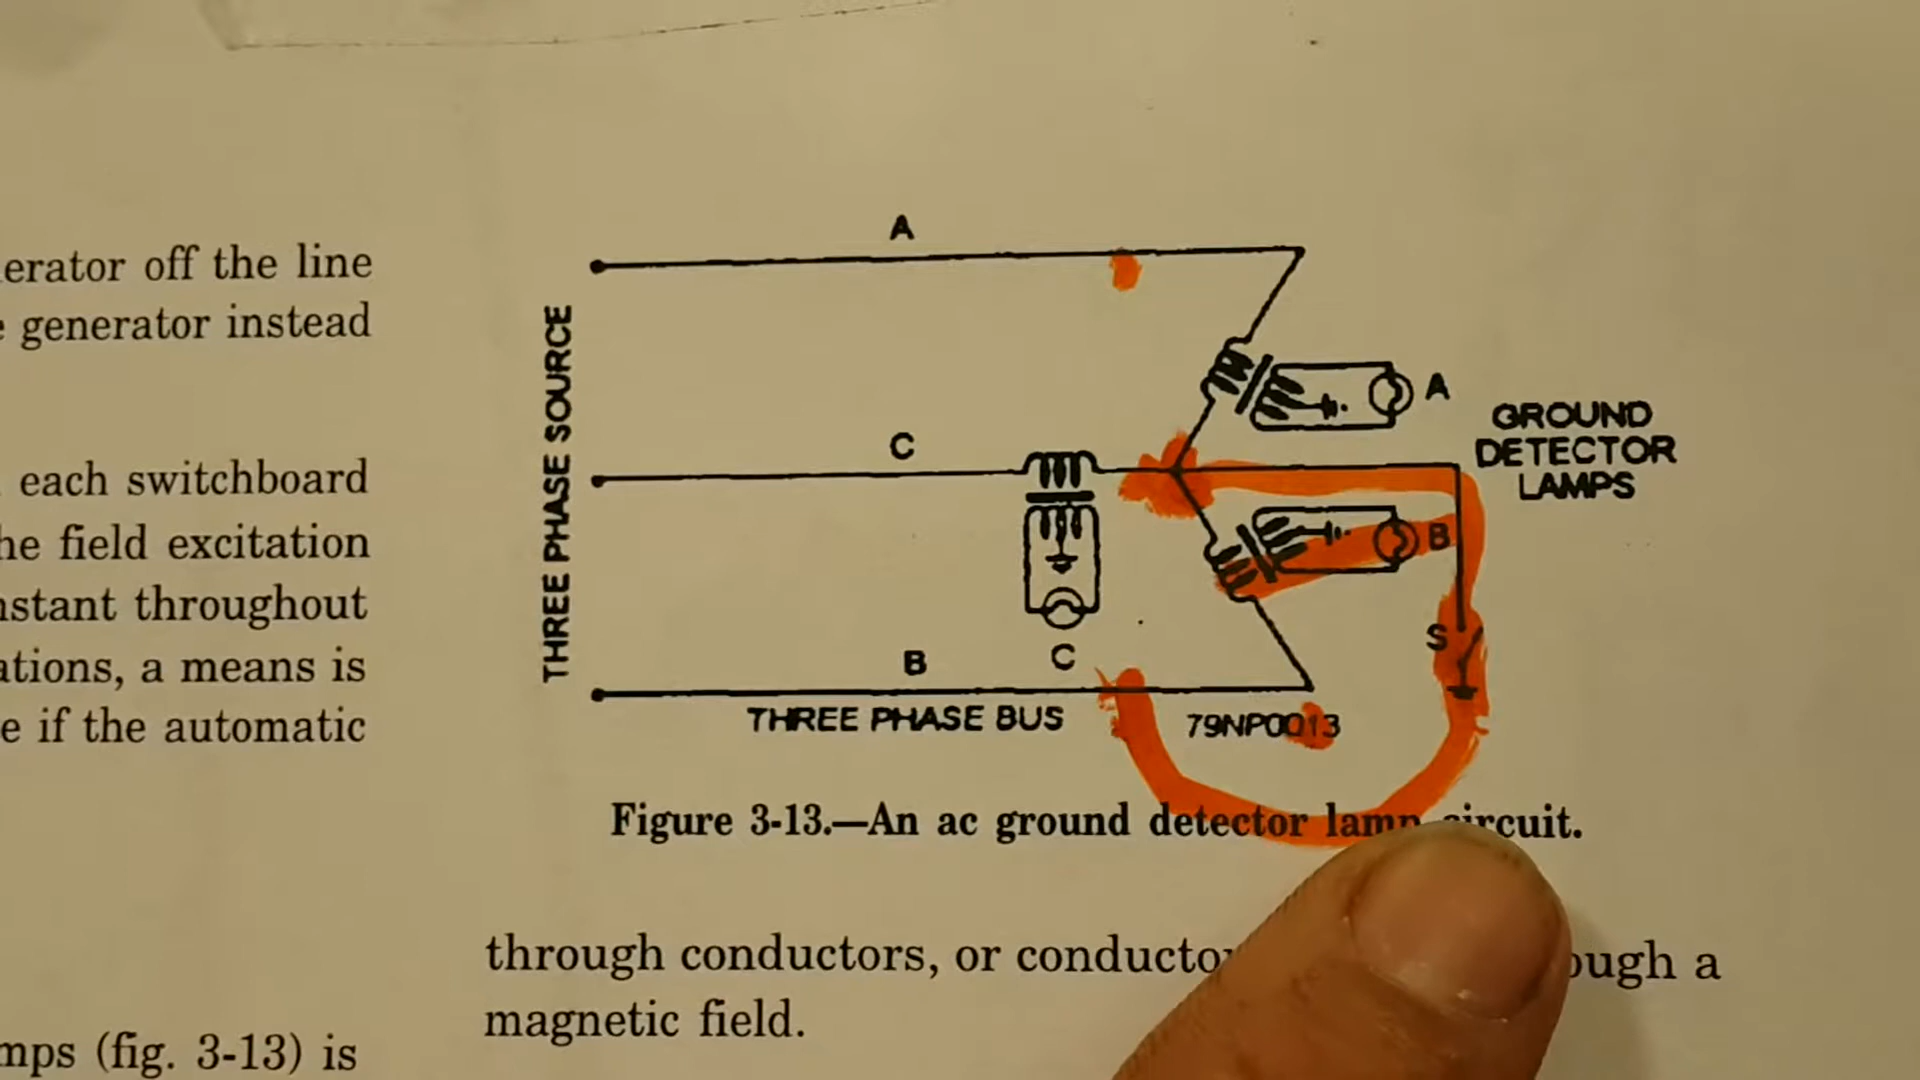 erator off the line
generator instead
each switchboard
he field excitation
nstant throughout
ations, a means is
e if the automatic
mps (fig. 3-13) is
THREE PHASE SOURCE
A
C
B
C
THREE PHASE BUS
A
GROUND
DETECTOR
LAMPS
B
S
79NP0013
Figure 3-13.—An ac ground detector lamp circuit.
through conductors, or conducto ough a
magnetic field.